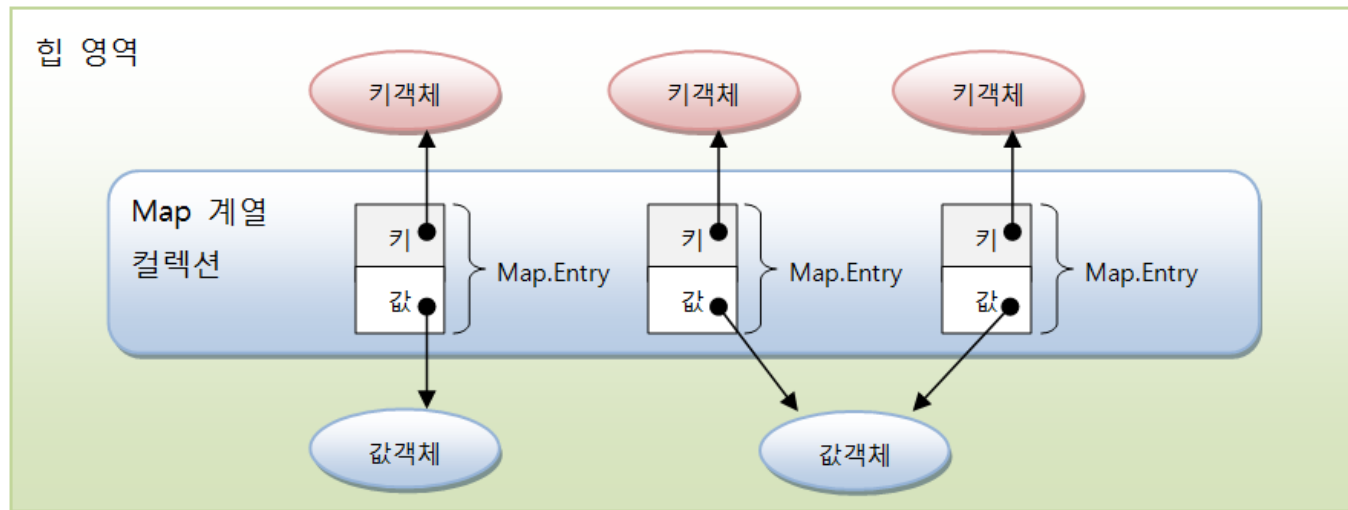 힙 영역
키객체 키객체 키객체
Map 계열
컬렉션
키 키 키
Map.Entry Map.Entry Map.Entry
값 값 값
값객체 값객체